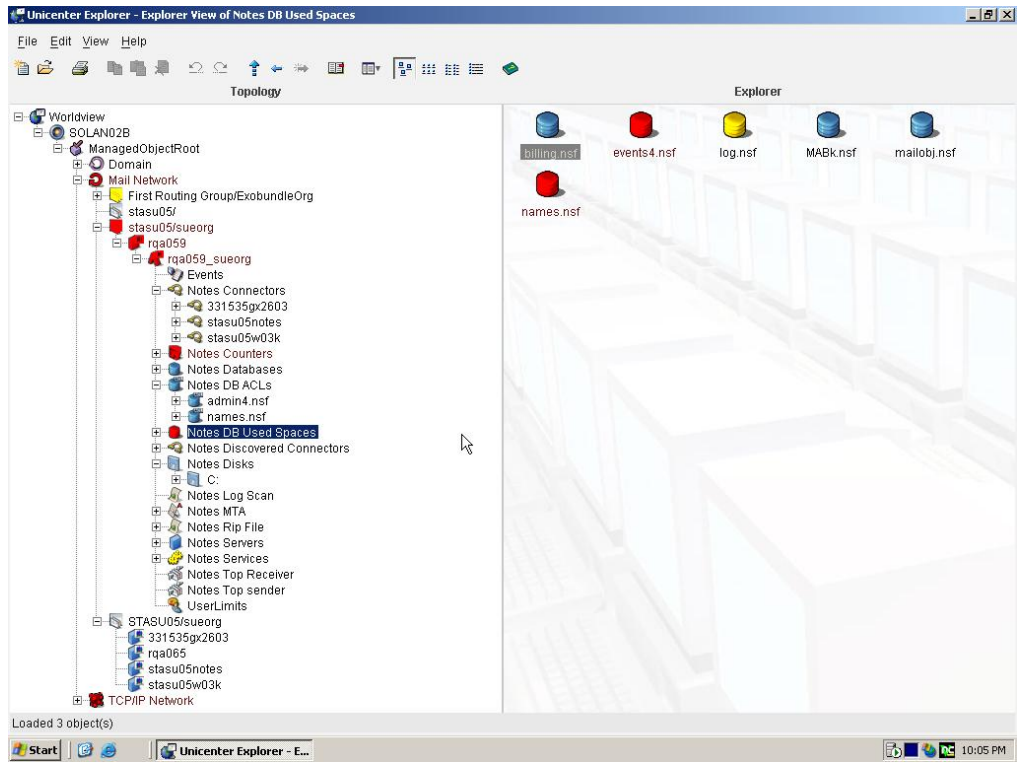 Unicenter Explorer - Explorer View of Notes DB Used Spaces
File Edit View Help
Topology
Explorer
Worldview
SOLAN02B
ManagedObjectRoot
Domain
Mail Network
First Routing Group/ExobundleOrg
stasu05/
stasu05/sueorg
rqa059
rqa059_sueorg
Events
Notes Connectors
331535gx2603
stasu05notes
stasu05w03k
Notes Counters
Notes Databases
Notes DB ACLs
admin4.nsf
names.nsf
Notes DB Used Spaces
Notes Discovered Connectors
Notes Disks
C:
Notes Log Scan
Notes MTA
Notes Rip File
Notes Servers
Notes Services
Notes Top Receiver
Notes Top sender
UserLimits
STASU05/sueorg
331535gx2603
rqa065
stasu05notes
stasu05w03k
TCP/IP Network
billing.nsf events4.nsf log.nsf MABk.nsf mailobj.nsf
names.nsf
Loaded 3 object(s)
Start Unicenter Explorer - E... 10:05 PM